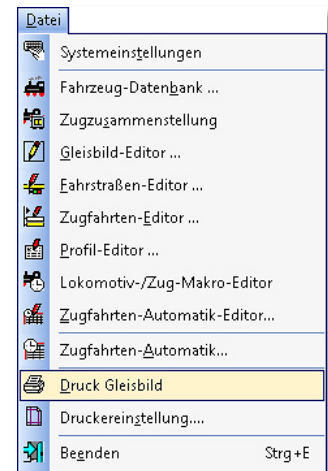 Datei
Systemeinstellungen
Fahrzeug-Datenbank ...
Zugzusammenstellung
Gleisbild-Editor ...
Fahrstraßen-Editor ...
Zugfahrten-Editor ...
Profil-Editor ...
Lokomotiv-/Zug-Makro-Editor
Zugfahrten-Automatik-Editor...
Zugfahrten-Automatik...
Druck Gleisbild
Druckereinstellung....
Beenden Strg+E